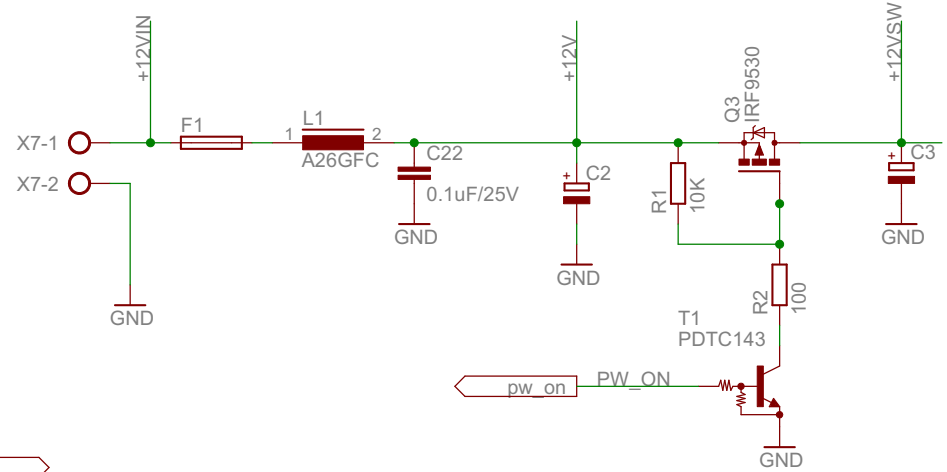 +12VIN
+12V
+12VSW
Q3
IRF9530
X7-1
F1
L1
1
2
A26GFC
C22
0.1uF/25V
+
C2
R1
10K
+
C3
X7-2
GND
GND
GND
GND
R2
100
T1
PDTC143
pw_on
PW_ON
GND